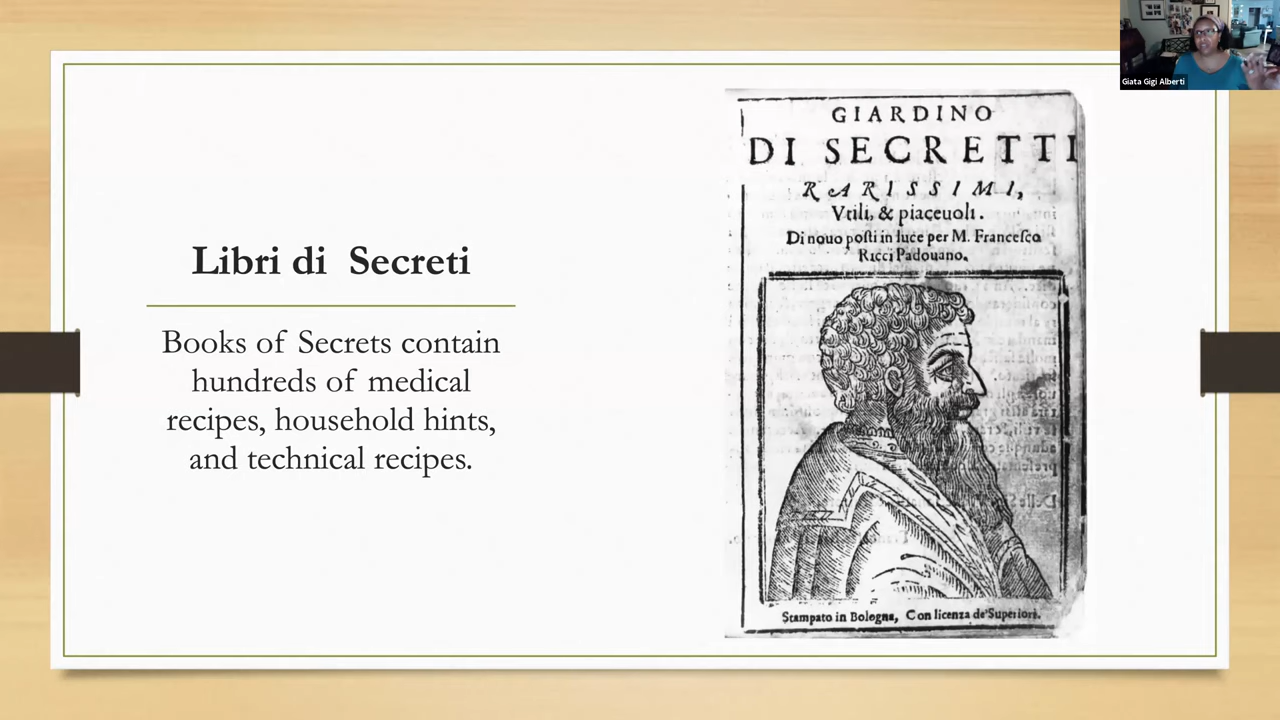 Giata Gigi Alberti
Libri di Secreti
Books of Secrets contain
hundreds of medical
recipes, household hints,
and technical recipes.
GIARDINO
DI SECRETTI
RARISSIMI,
Vtili, & piaceuoli.
Di nouo posti in luce per M. Francesco
Ricci Padouano.
Stampato in Bologna, Con licenza de'Superiori.